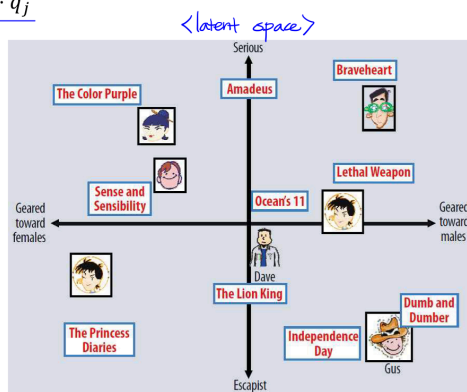 · q_j
<latent space>
Serious
Braveheart
Amadeus
The Color Purple
Lethal Weapon
Sense and
Sensibility
Ocean's 11
Geared
toward
females
Geared
toward
males
Dave
The Lion King
Dumb and
Dumber
The Princess
Diaries
Independence
Day
Gus
Escapist